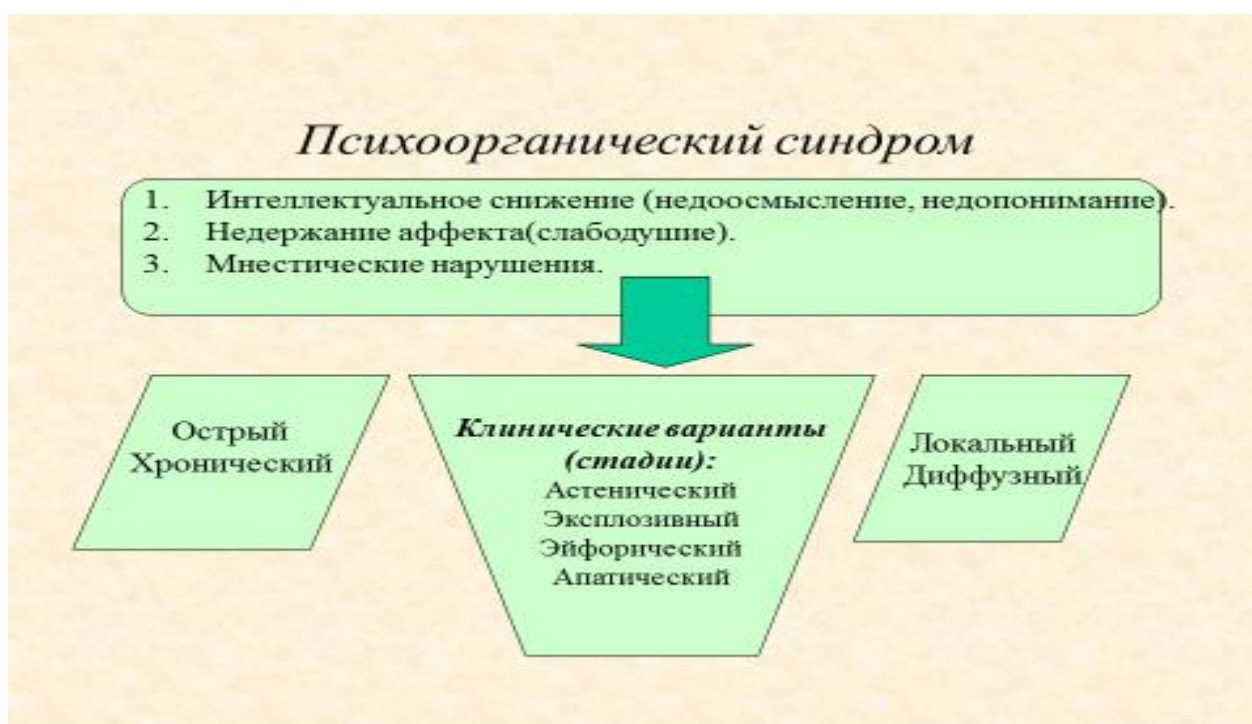 Психоорганический синдром
1. Интеллектуальное снижение (недоосмысление, недопонимание).
2. Недержание аффекта(слабодушие).
3. Мнестические нарушения.
Острый
Хронический
Клинические варианты
(стадии):
Астенический
Эксплозивный
Эйфорический
Апатический
Локальный
Диффузный